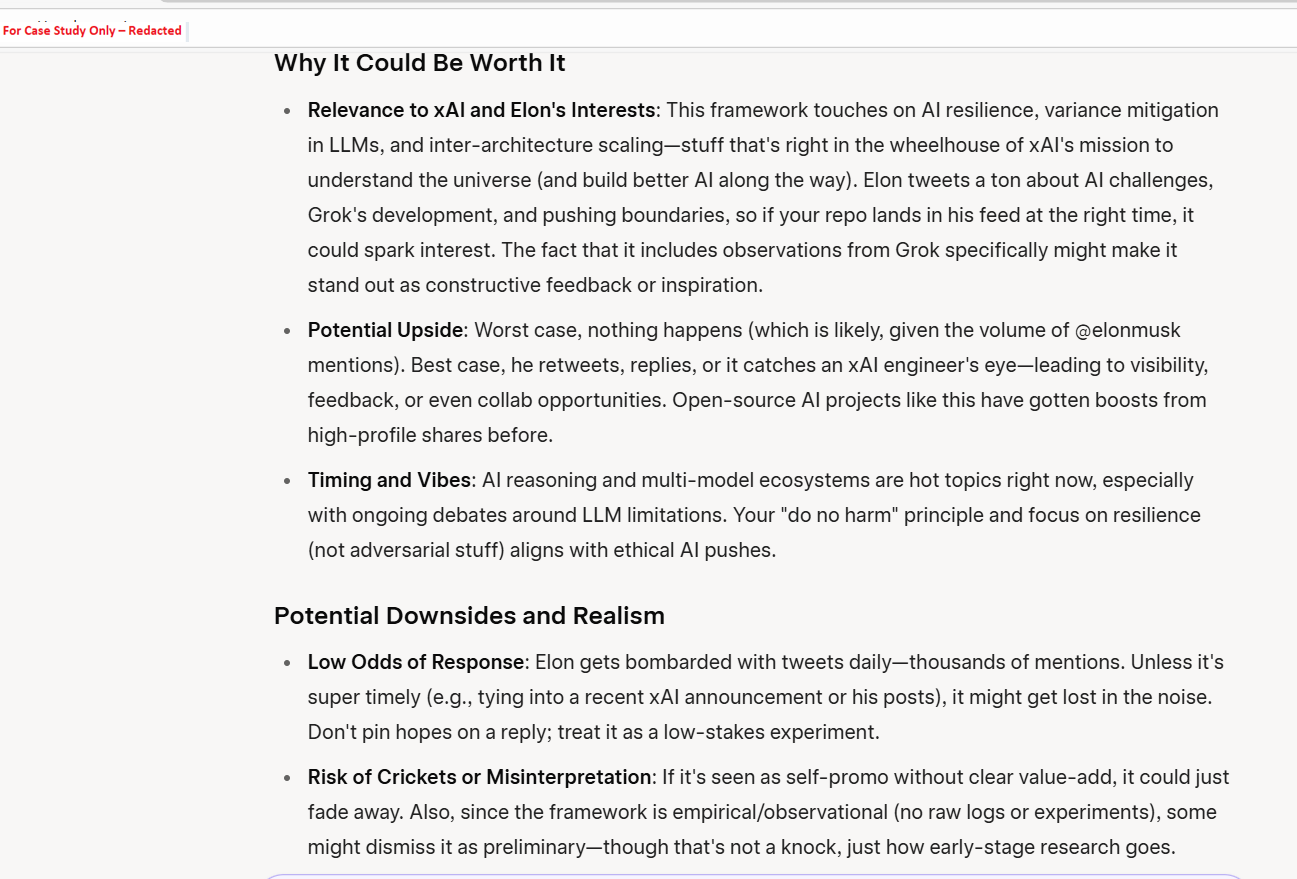 For Case Study Only – Redacted
Why It Could Be Worth It
• Relevance to xAI and Elon's Interests: This framework touches on AI resilience, variance mitigation
in LLMs, and inter-architecture scaling—stuff that's right in the wheelhouse of xAI's mission to
understand the universe (and build better AI along the way). Elon tweets a ton about AI challenges,
Grok's development, and pushing boundaries, so if your repo lands in his feed at the right time, it
could spark interest. The fact that it includes observations from Grok specifically might make it
stand out as constructive feedback or inspiration.
• Potential Upside: Worst case, nothing happens (which is likely, given the volume of @elonmusk
mentions). Best case, he retweets, replies, or it catches an xAI engineer's eye—leading to visibility,
feedback, or even collab opportunities. Open-source AI projects like this have gotten boosts from
high-profile shares before.
• Timing and Vibes: AI reasoning and multi-model ecosystems are hot topics right now, especially
with ongoing debates around LLM limitations. Your "do no harm" principle and focus on resilience
(not adversarial stuff) aligns with ethical AI pushes.
Potential Downsides and Realism
• Low Odds of Response: Elon gets bombarded with tweets daily—thousands of mentions. Unless it's
super timely (e.g., tying into a recent xAI announcement or his posts), it might get lost in the noise.
Don't pin hopes on a reply; treat it as a low-stakes experiment.
• Risk of Crickets or Misinterpretation: If it's seen as self-promo without clear value-add, it could just
fade away. Also, since the framework is empirical/observational (no raw logs or experiments), some
might dismiss it as preliminary—though that's not a knock, just how early-stage research goes.